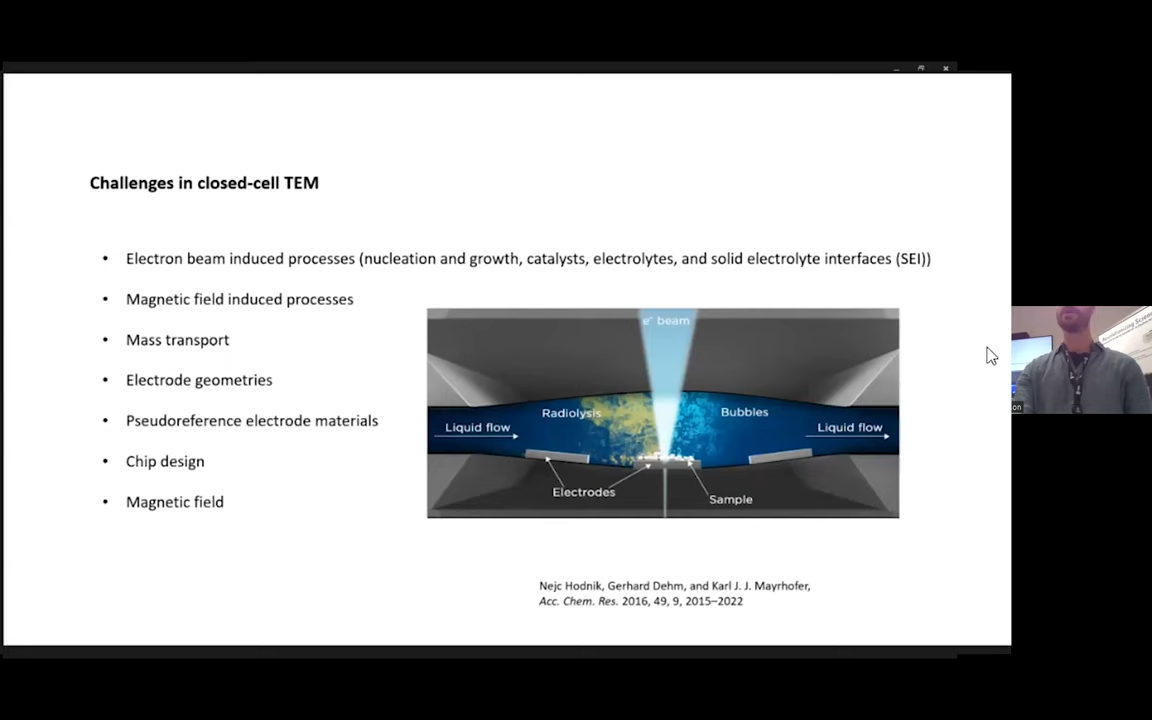 Challenges in closed-cell TEM
• Electron beam induced processes (nucleation and growth, catalysts, electrolytes, and solid electrolyte interfaces (SEI))
• Magnetic field induced processes
• Mass transport
• Electrode geometries
• Pseudoreference electrode materials
• Chip design
• Magnetic field
e⁻ beam
Radiolysis
Bubbles
Liquid flow
Liquid flow
Electrodes
Sample
Nejc Hodnik, Gerhard Dehm, and Karl J. J. Mayrhofer,
Acc. Chem. Res. 2016, 49, 9, 2015–2022
on